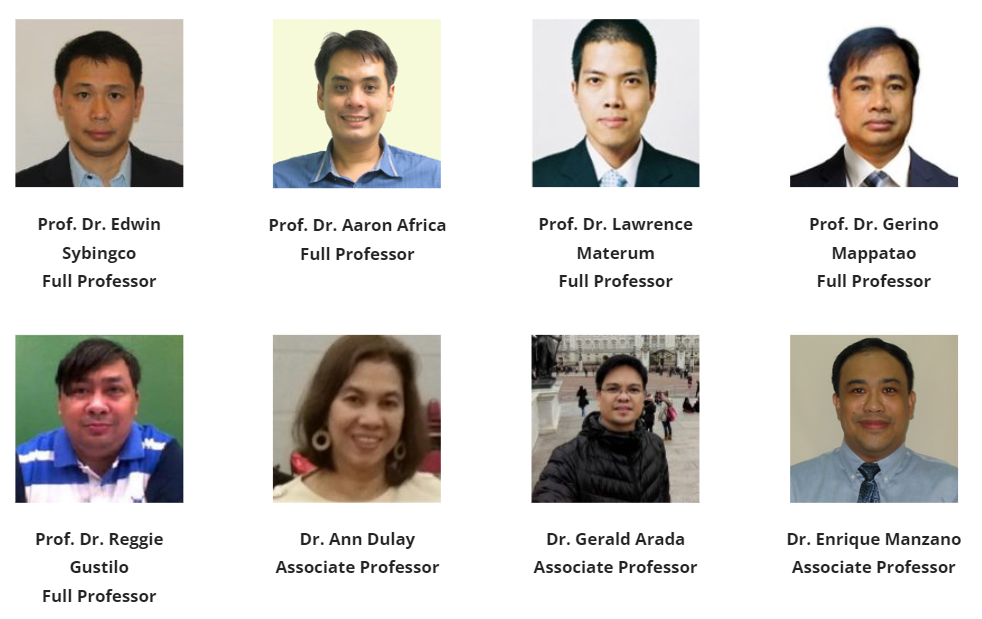 Prof. Dr. Edwin
Sybingco
Full Professor
Prof. Dr. Aaron Africa
Full Professor
Prof. Dr. Lawrence
Materum
Full Professor
Prof. Dr. Gerino
Mappatao
Full Professor
Prof. Dr. Reggie
Gustilo
Full Professor
Dr. Ann Dulay
Associate Professor
Dr. Gerald Arada
Associate Professor
Dr. Enrique Manzano
Associate Professor